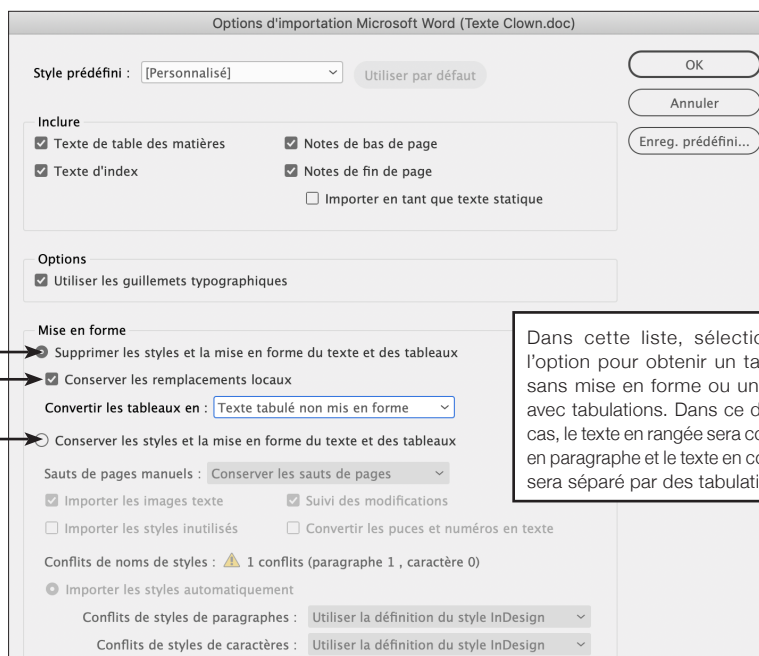 Options d'importation Microsoft Word (Texte Clown.doc)
Style prédéfini : [Personnalisé] Utiliser par défaut
OK
Annuler
Enreg. prédéfini...
Inclure
Texte de table des matières Notes de bas de page
Texte d'index Notes de fin de page
Importer en tant que texte statique
Options
Utiliser les guillemets typographiques
Mise en forme
Supprimer les styles et la mise en forme du texte et des tableaux
Conserver les remplacements locaux
Convertir les tableaux en : Texte tabulé non mis en forme
Conserver les styles et la mise en forme du texte et des tableaux
Sauts de pages manuels : Conserver les sauts de pages
Importer les images texte Suivi des modifications
Importer les styles inutilisés Convertir les puces et numéros en texte
Conflits de noms de styles : 1 conflits (paragraphe 1 , caractère 0)
Importer les styles automatiquement
Conflits de styles de paragraphes : Utiliser la définition du style InDesign
Conflits de styles de caractères : Utiliser la définition du style InDesign
Dans cette liste, sélectio
l'option pour obtenir un ta
sans mise en forme ou un
avec tabulations. Dans ce d
cas, le texte en rangée sera co
en paragraphe et le texte en co
sera séparé par des tabulati